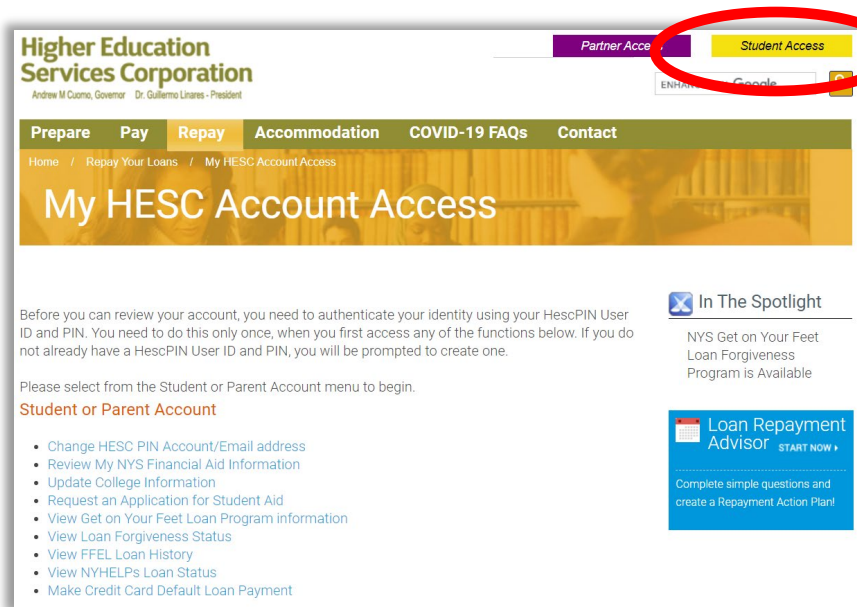 Higher Education
Services Corporation
Andrew M Cuomo, Governor Dr. Guillermo Linares - President
Partner Access
Student Access
Google
Prepare Pay Repay Accommodation COVID-19 FAQs Contact
Home / Repay Your Loans / My HESC Account Access
My HESC Account Access
Before you can review your account, you need to authenticate your identity using your HescPIN User
ID and PIN. You need to do this only once, when you first access any of the functions below. If you do
not already have a HescPIN User ID and PIN, you will be prompted to create one.
Please select from the Student or Parent Account menu to begin.
Student or Parent Account
• Change HESC PIN Account/Email address
• Review My NYS Financial Aid Information
• Update College Information
• Request an Application for Student Aid
• View Get on Your Feet Loan Program information
• View Loan Forgiveness Status
• View FFEL Loan History
• View NYHELPs Loan Status
• Make Credit Card Default Loan Payment
In The Spotlight
NYS Get on Your Feet
Loan Forgiveness
Program is Available
Loan Repayment
Advisor START NOW
Complete simple questions and
create a Repayment Action Plan!